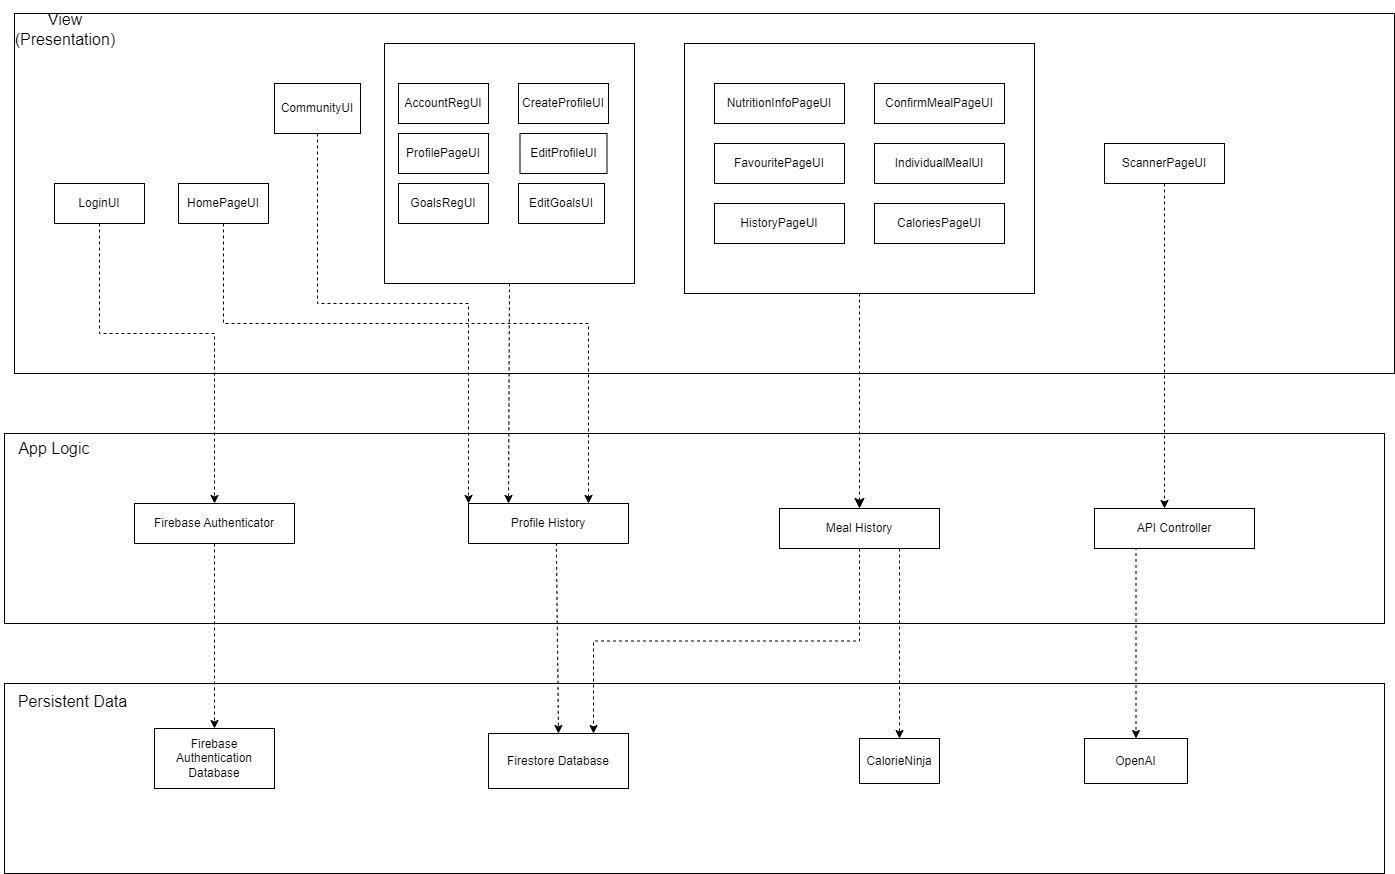 View
(Presentation)
CommunityUI
AccountRegUI
CreateProfileUI
ProfilePageUI
EditProfileUI
GoalsRegUI
EditGoalsUI
NutritionInfoPageUI
ConfirmMealPageUI
FavouritePageUI
IndividualMealUI
HistoryPageUI
CaloriesPageUI
ScannerPageUI
LoginUI
HomePageUI
App Logic
Firebase Authenticator
Profile History
Meal History
API Controller
Persistent Data
Firebase
Authentication
Database
Firestore Database
CalorieNinja
OpenAI